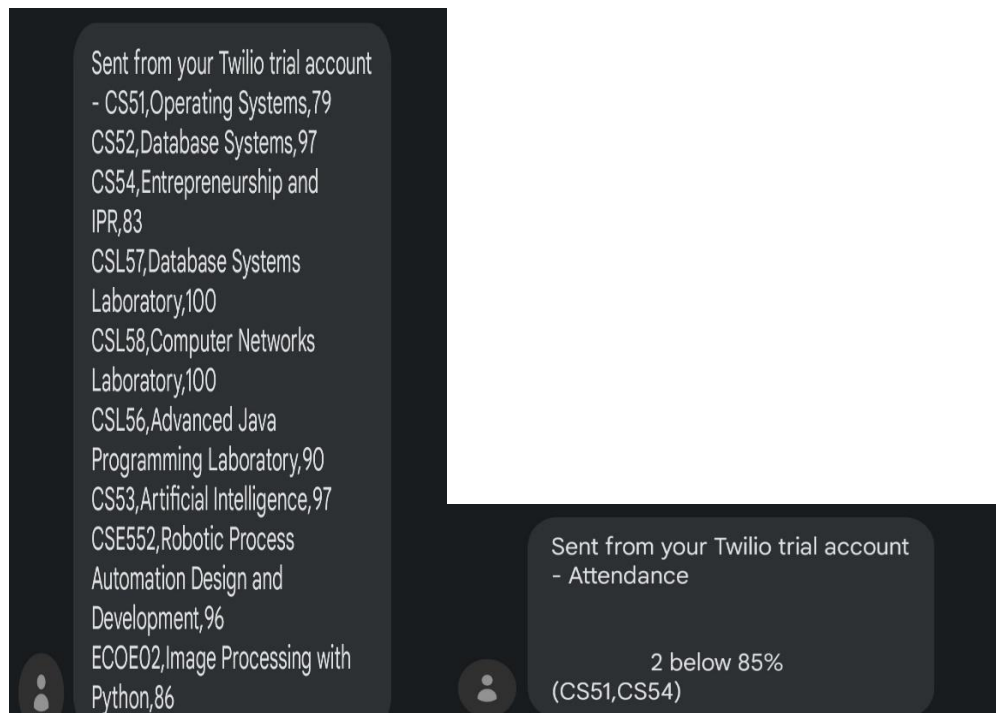 Sent from your Twilio trial account
- CS51,Operating Systems,79
CS52,Database Systems,97
CS54,Entrepreneurship and
IPR,83
CSL57,Database Systems
Laboratory,100
CSL58,Computer Networks
Laboratory,100
CSL56,Advanced Java
Programming Laboratory,90
CS53,Artificial Intelligence,97
CSE552,Robotic Process
Automation Design and
Development,96
ECOE02,Image Processing with
Python,86
Sent from your Twilio trial account
- Attendance
2 below 85%
(CS51,CS54)